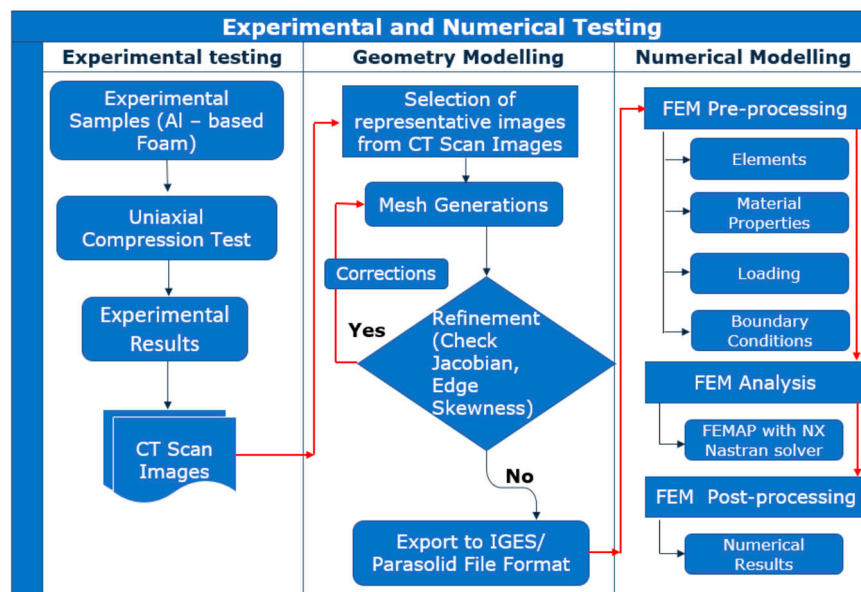 Experimental and Numerical Testing
Experimental testing
Experimental
Samples (Al – based
Foam)
Uniaxial
Compression Test
Experimental
Results
CT Scan
Images
Geometry Modelling
Selection of
representative images
from CT Scan Images
Mesh Generations
Corrections
Yes
Refinement
(Check
Jacobian,
Edge
Skewness)
No
Export to IGES/
Parasolid File Format
Numerical Modelling
FEM Pre-processing
Elements
Material
Properties
Loading
Boundary
Conditions
FEM Analysis
FEMAP with NX
Nastran solver
FEM Post-processing
Numerical
Results